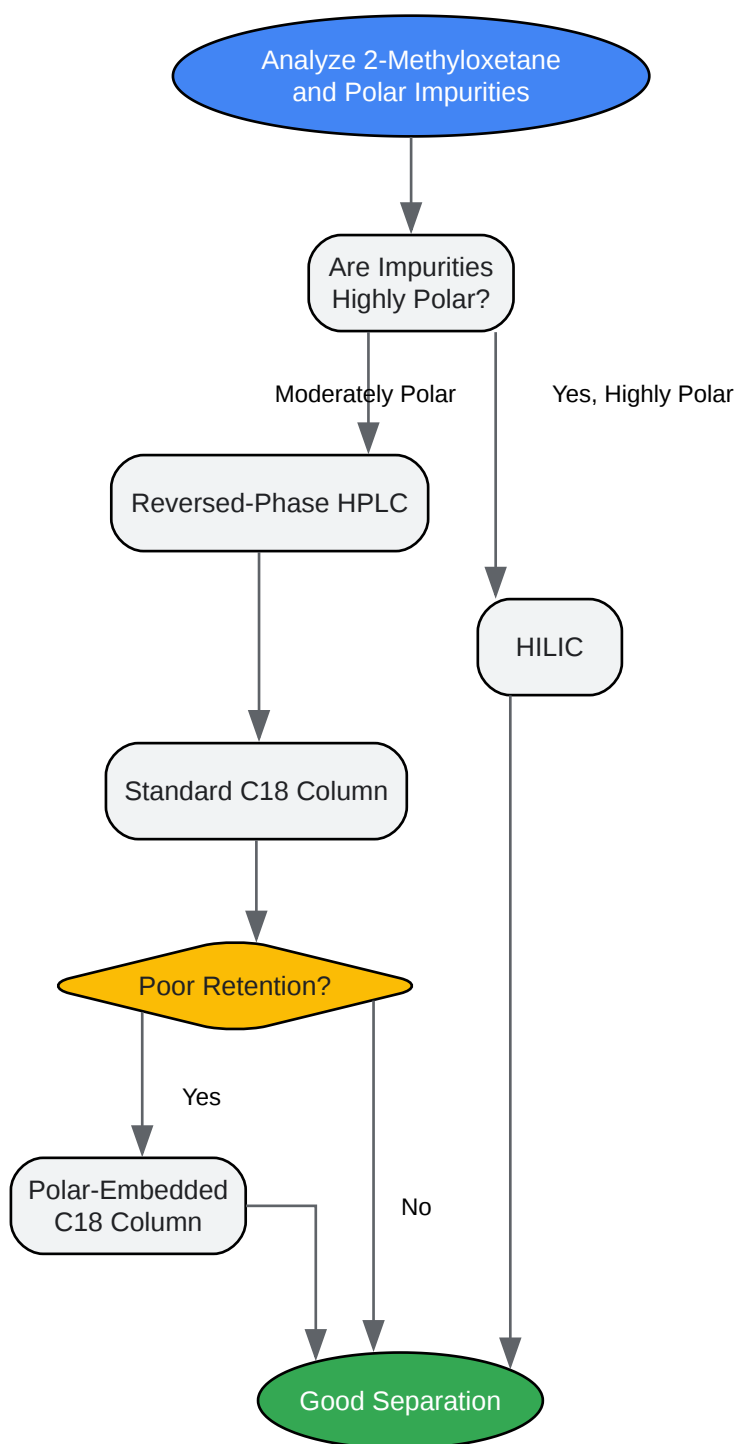 Analyze 2-Methyloxetane
and Polar Impurities
Are Impurities
Highly Polar?
Moderately Polar
Yes, Highly Polar
Reversed-Phase HPLC
HILIC
Standard C18 Column
Poor Retention?
Yes
Polar-Embedded
C18 Column
No
Good Separation